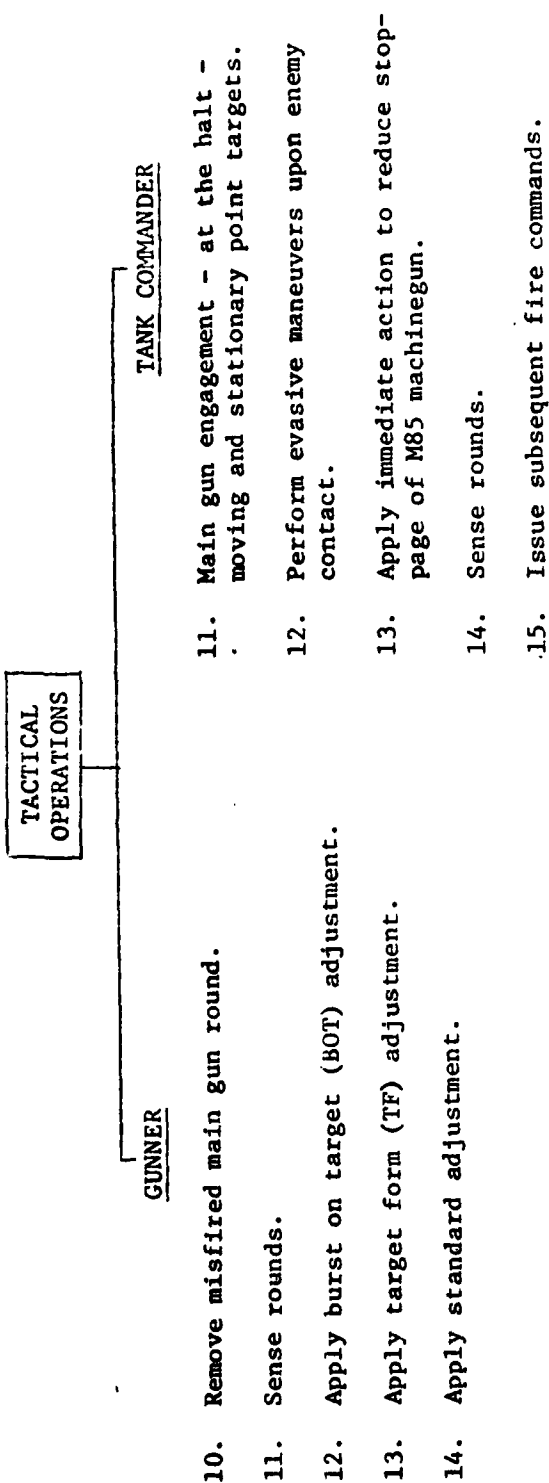 TACTICAL
OPERATIONS
GUNNER
10. Remove misfired main gun round.
11. Sense rounds.
12. Apply burst on target (BOT) adjustment.
13. Apply target form (TF) adjustment.
14. Apply standard adjustment.
TANK COMMANDER
11. Main gun engagement - at the halt -
moving and stationary point targets.
12. Perform evasive maneuvers upon enemy
contact.
13. Apply immediate action to reduce stop-
page of M85 machinegun.
14. Sense rounds.
15. Issue subsequent fire commands.